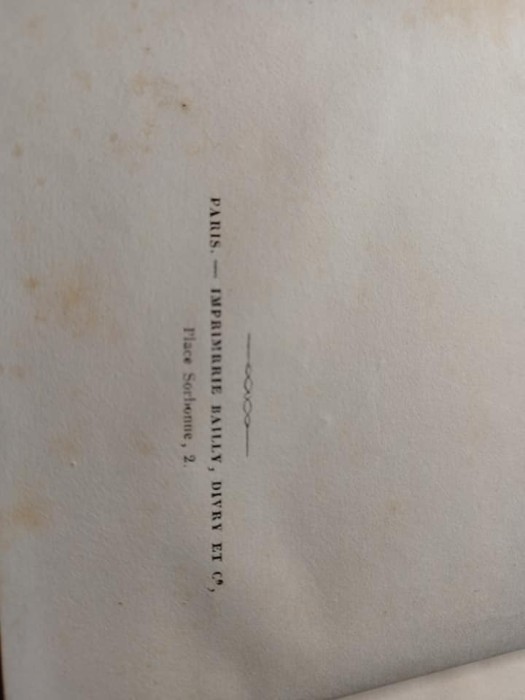 PARIS. — IMPRIMERIE BAILLY, DIVRY ET Cᵉ,
Place Sorbonne, 2.